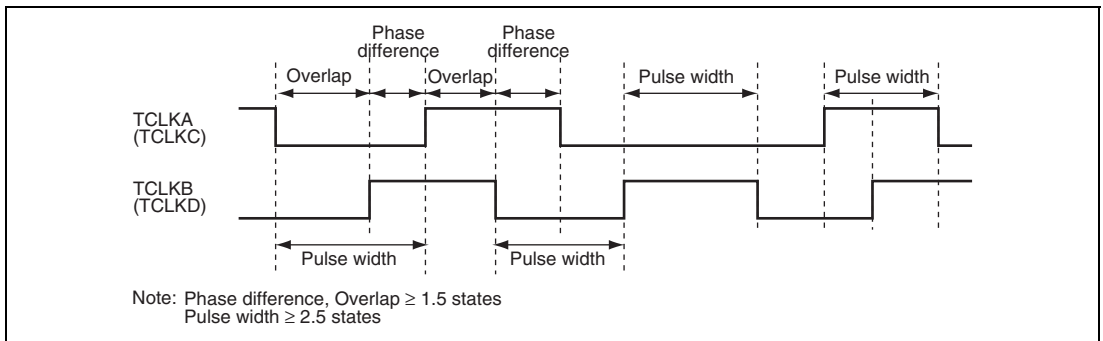 Phase
difference
Phase
difference
Overlap
Overlap
Pulse width
Pulse width
TCLKA
(TCLKC)
TCLKB
(TCLKD)
Pulse width
Pulse width
Note: Phase difference, Overlap ≥ 1.5 states
Pulse width ≥ 2.5 states